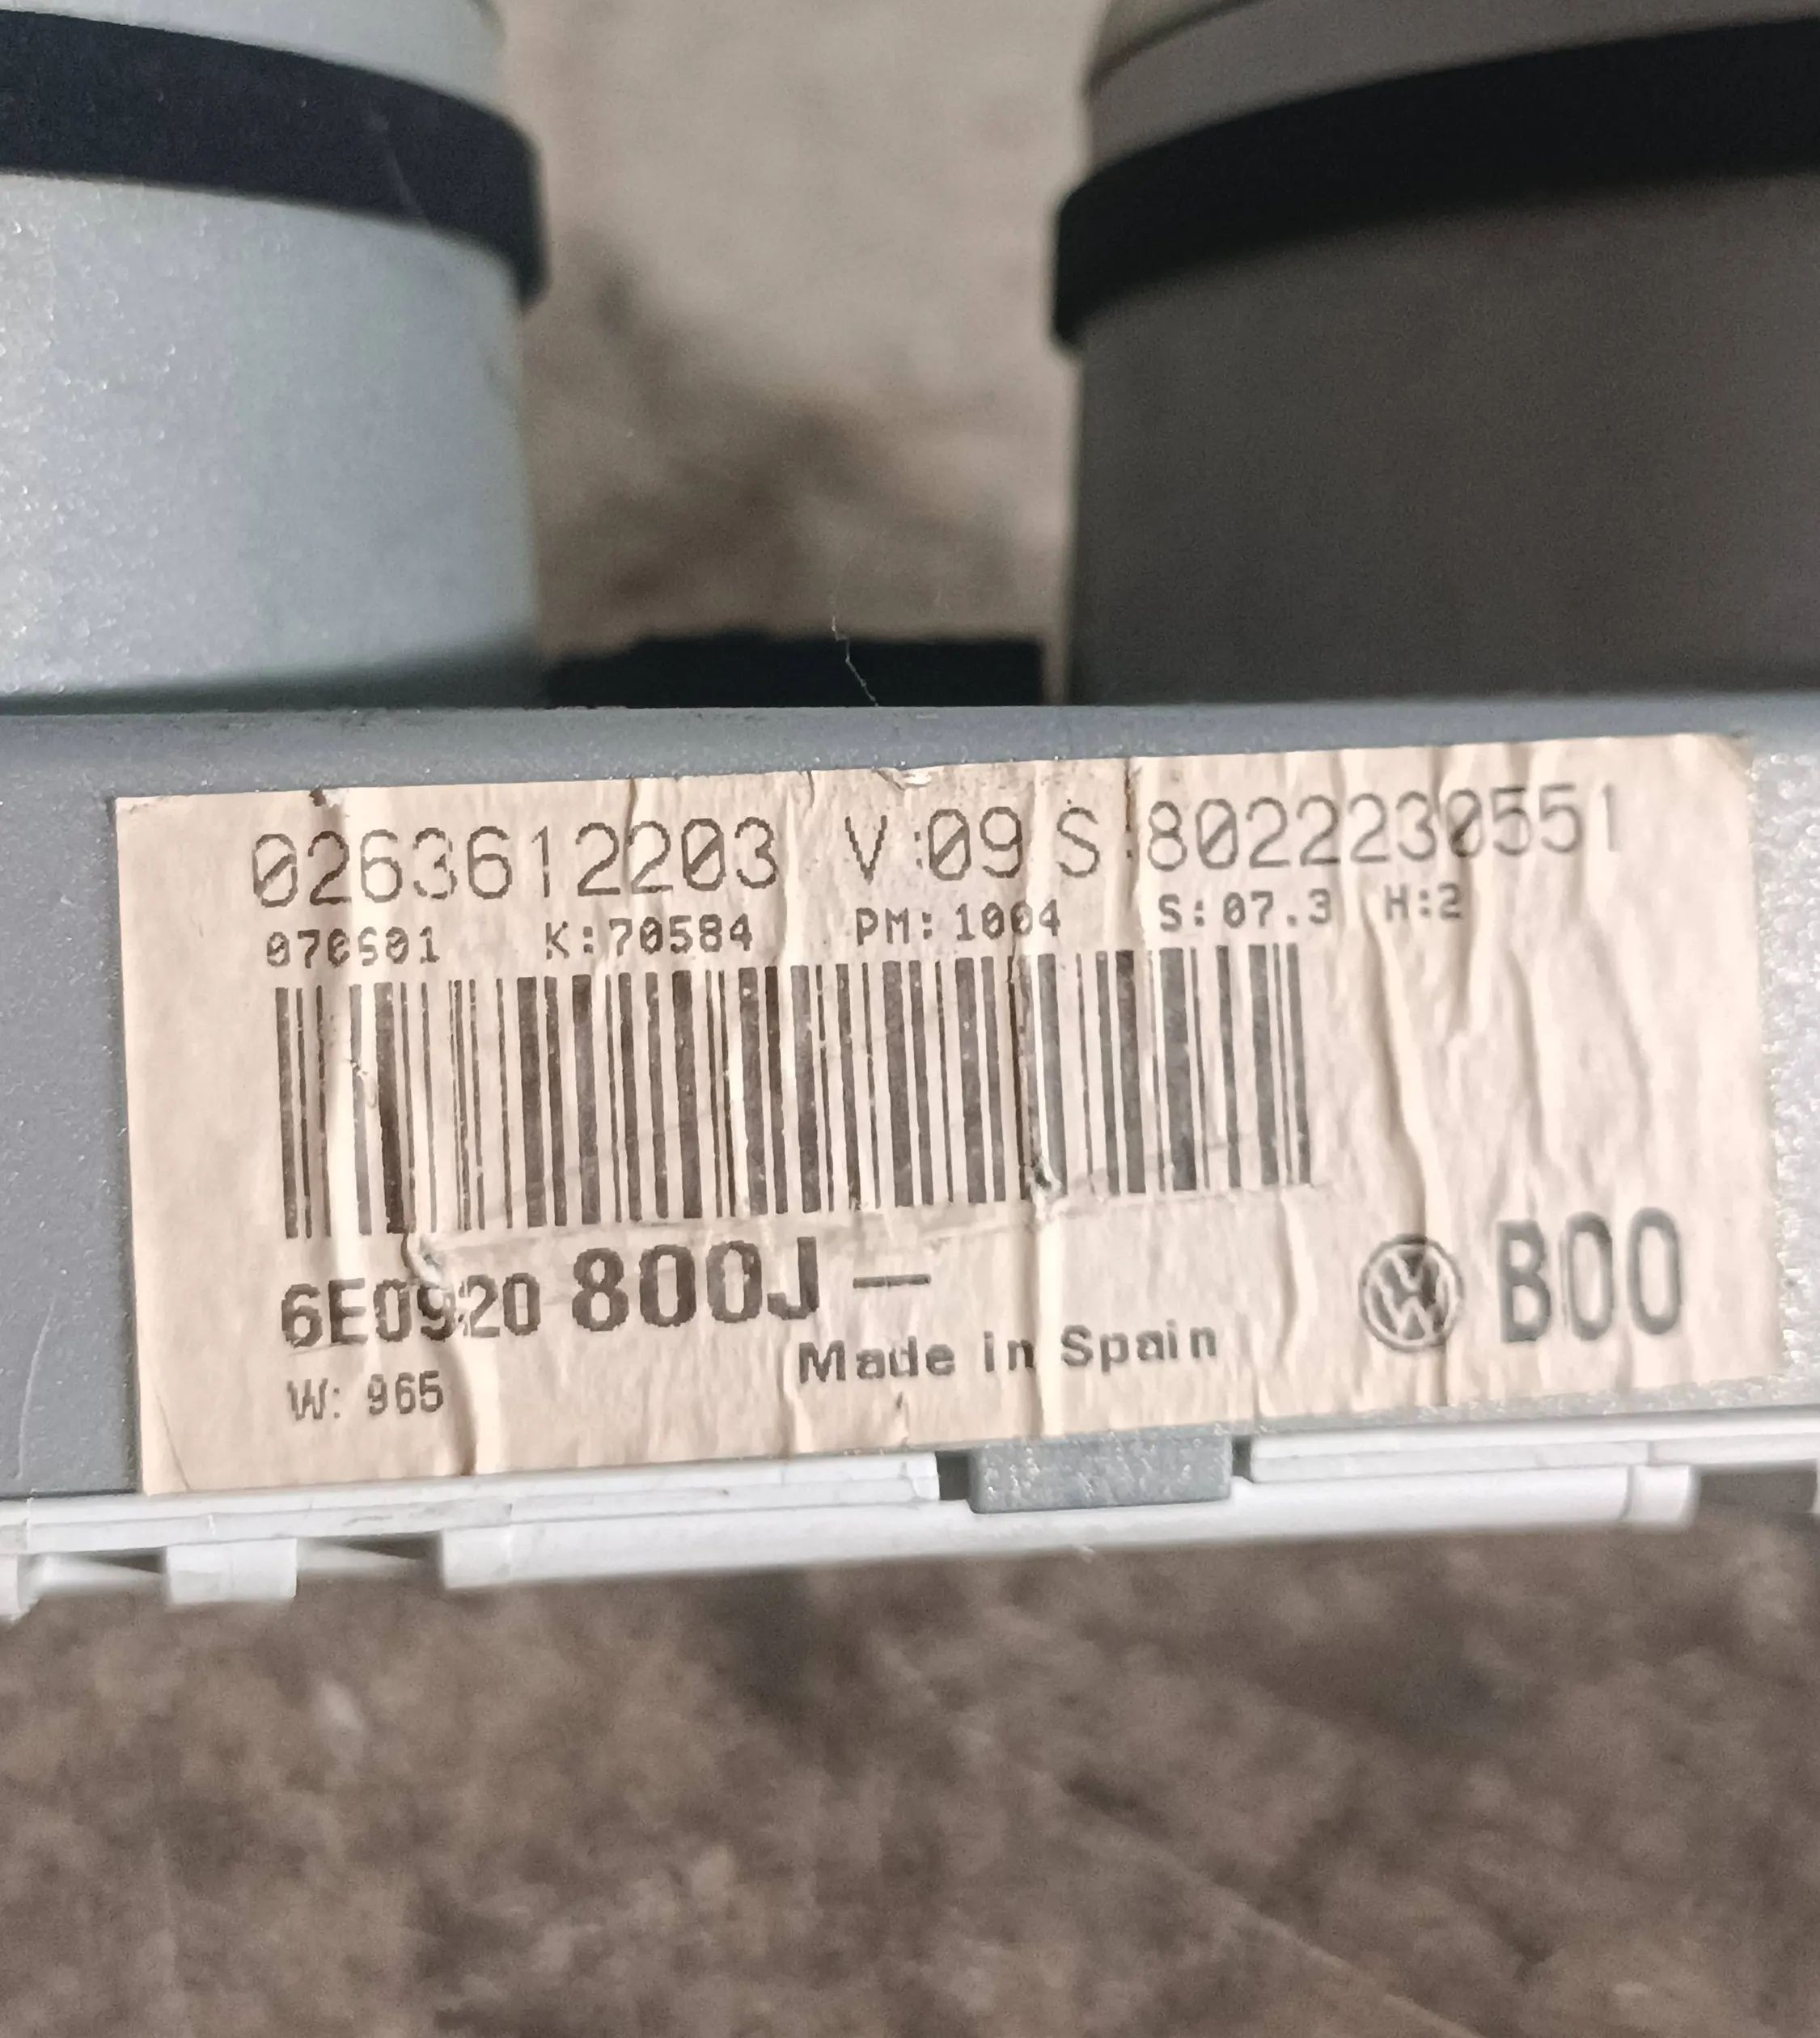 0263612203 V:09 S:8022230551
070601 K:70584 PM:1004 S:07.3 H:2
6E0920 800J —
B00
Made in Spain
W: 965